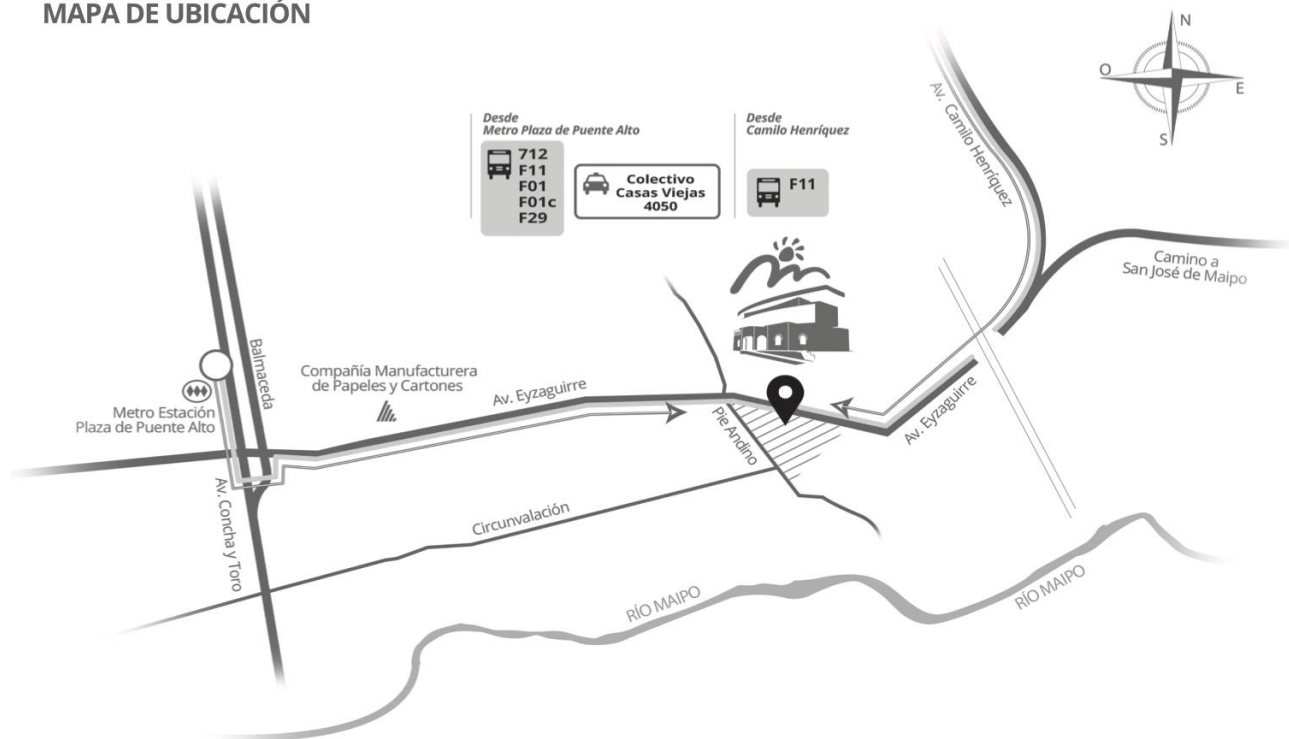 MAPA DE UBICACIÓN
N
O
E
S
Desde
Metro Plaza de Puente Alto
712
F11
F01
F01c
F29
Colectivo
Casas Viejas
4050
Desde
Camilo Henríquez
F11
Av. Camilo Henríquez
Camino a
San José de Maipo
Balmaceda
Compañía Manufacturera
de Papeles y Cartones
Av. Eyzaguirre
Metro Estación
Plaza de Puente Alto
Pie Andino
Av. Eyzaguirre
Av. Concha y Toro
Circunvalación
RÍO MAIPO
RÍO MAIPO